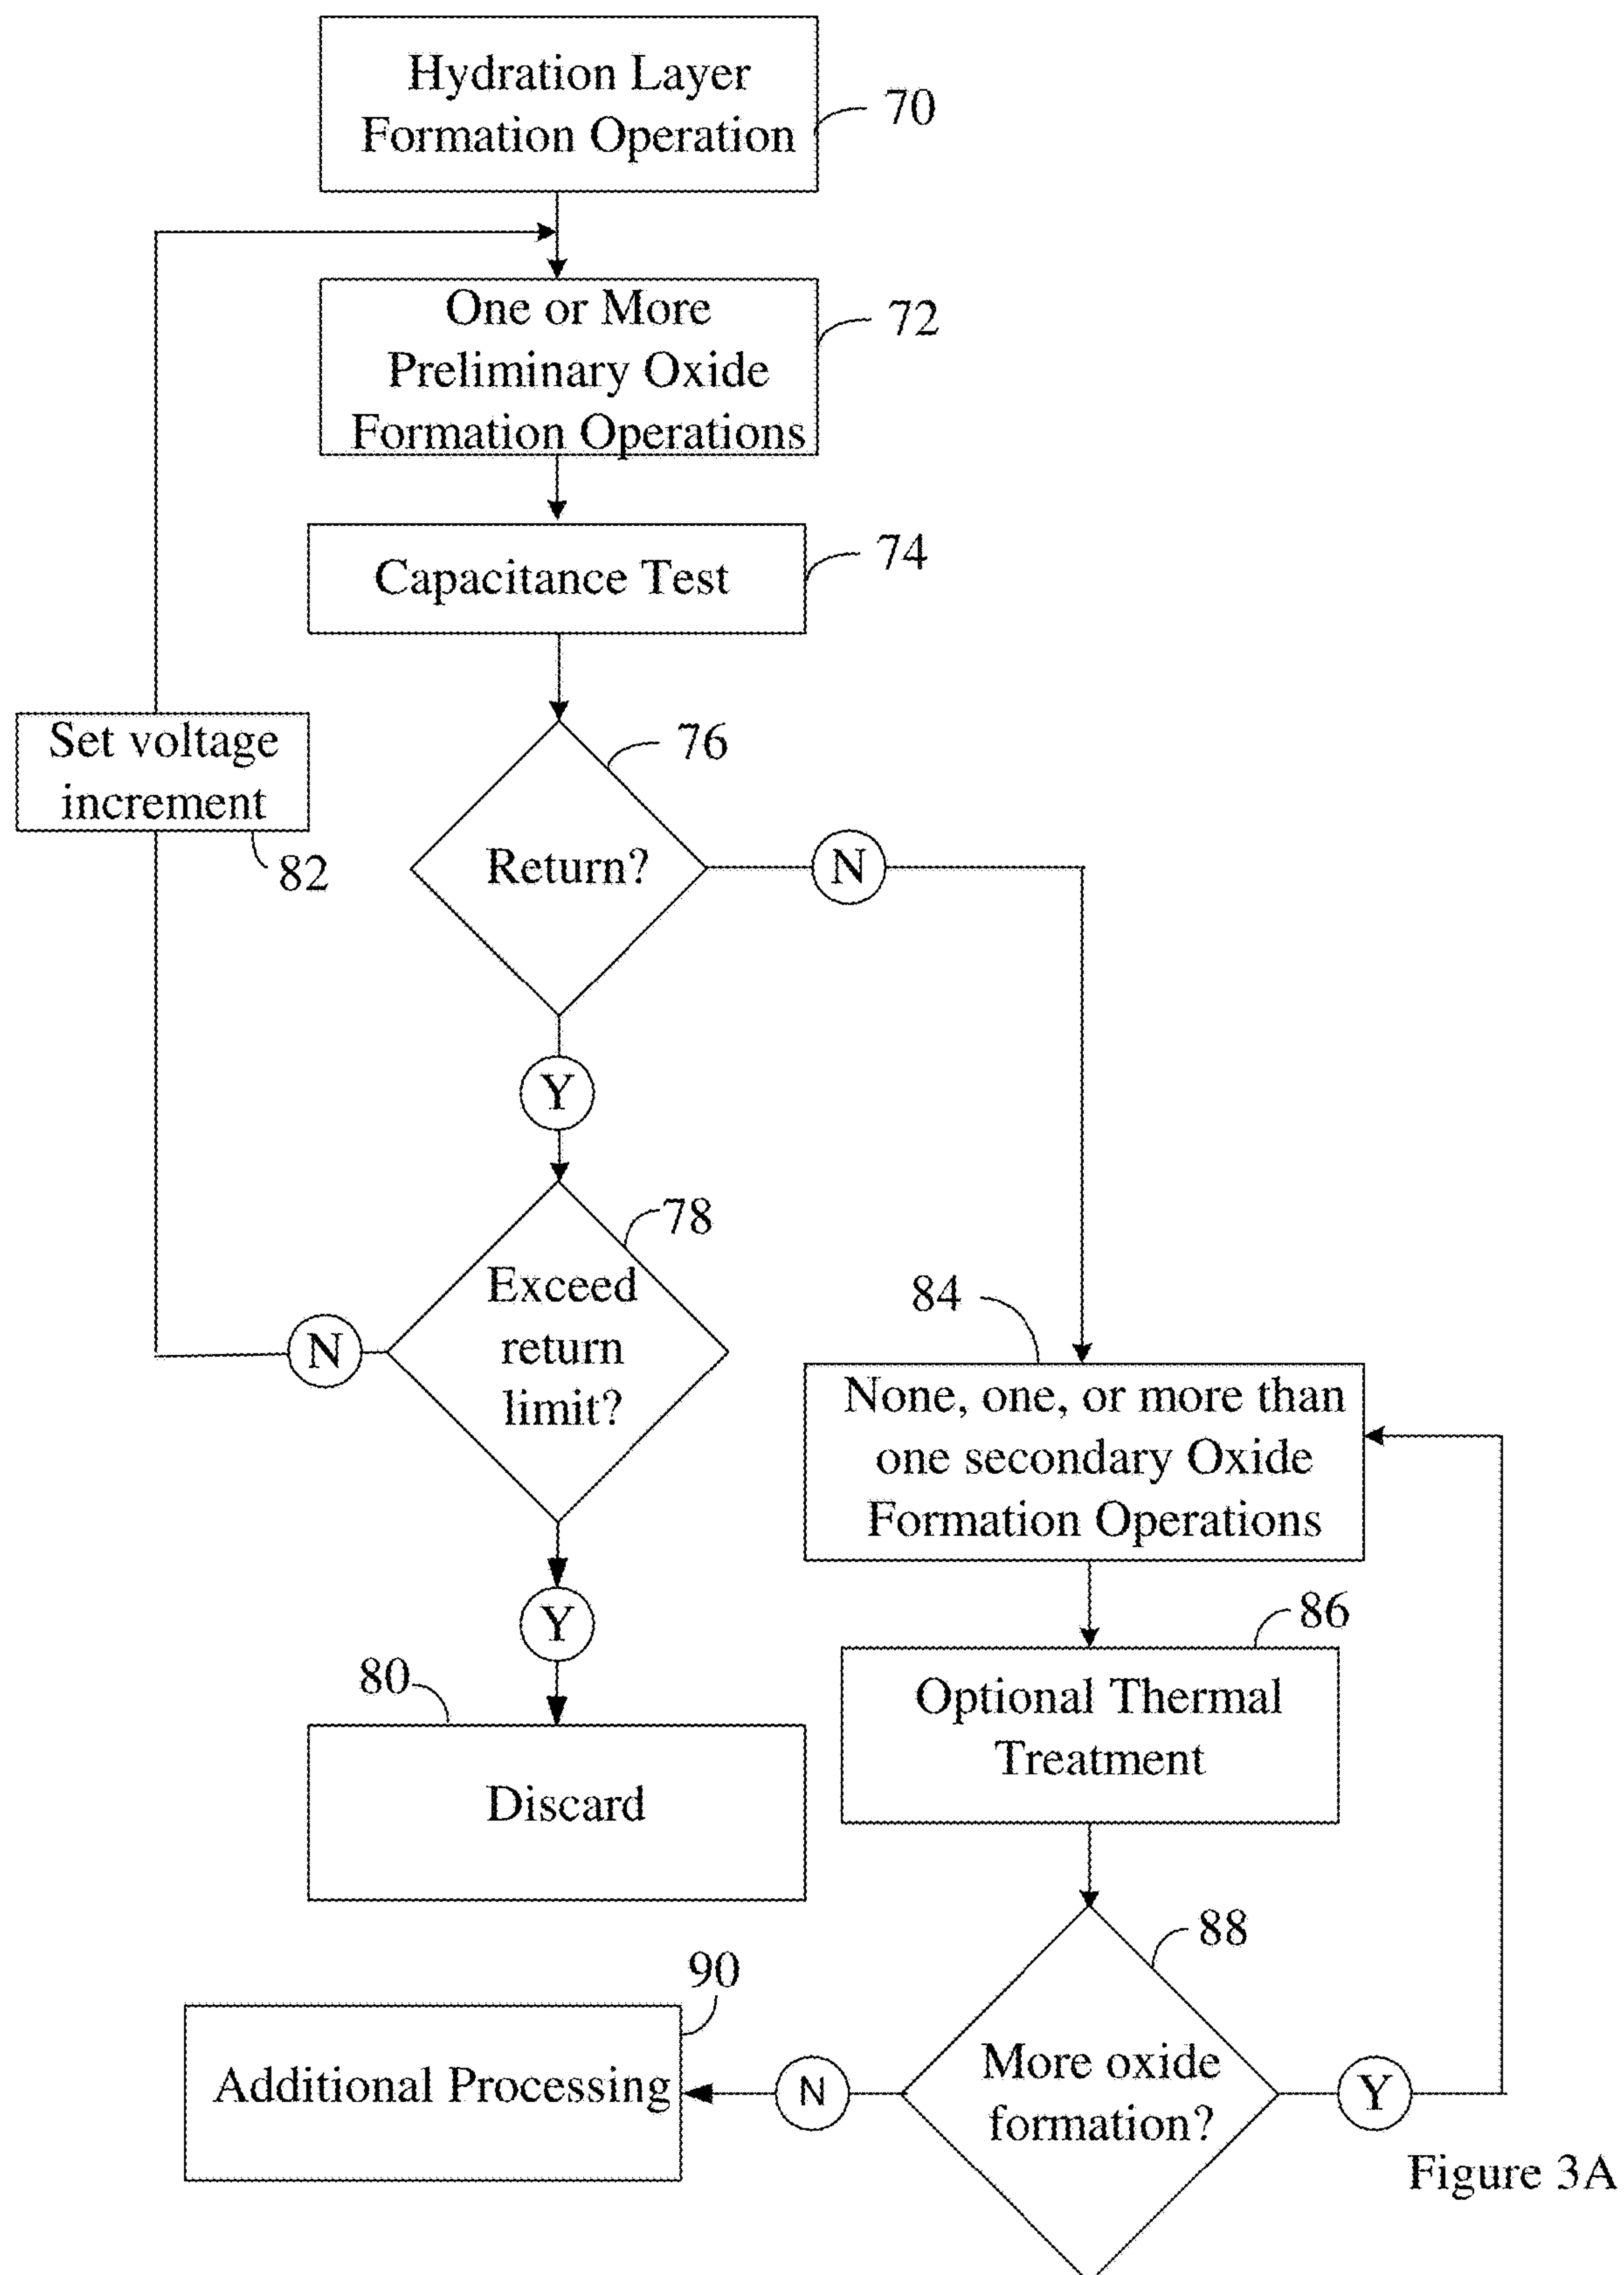 Hydration Layer
Formation Operation
70
One or More
Preliminary Oxide
Formation Operations
72
Capacitance Test
74
Set voltage
increment
82
76
Return?
N
Y
78
Exceed
return
limit?
N
84
None, one, or more than
one secondary Oxide
Formation Operations
Y
86
Optional Thermal
Treatment
80
Discard
88
90
Additional Processing
N
More oxide
formation?
Y
Figure 3A